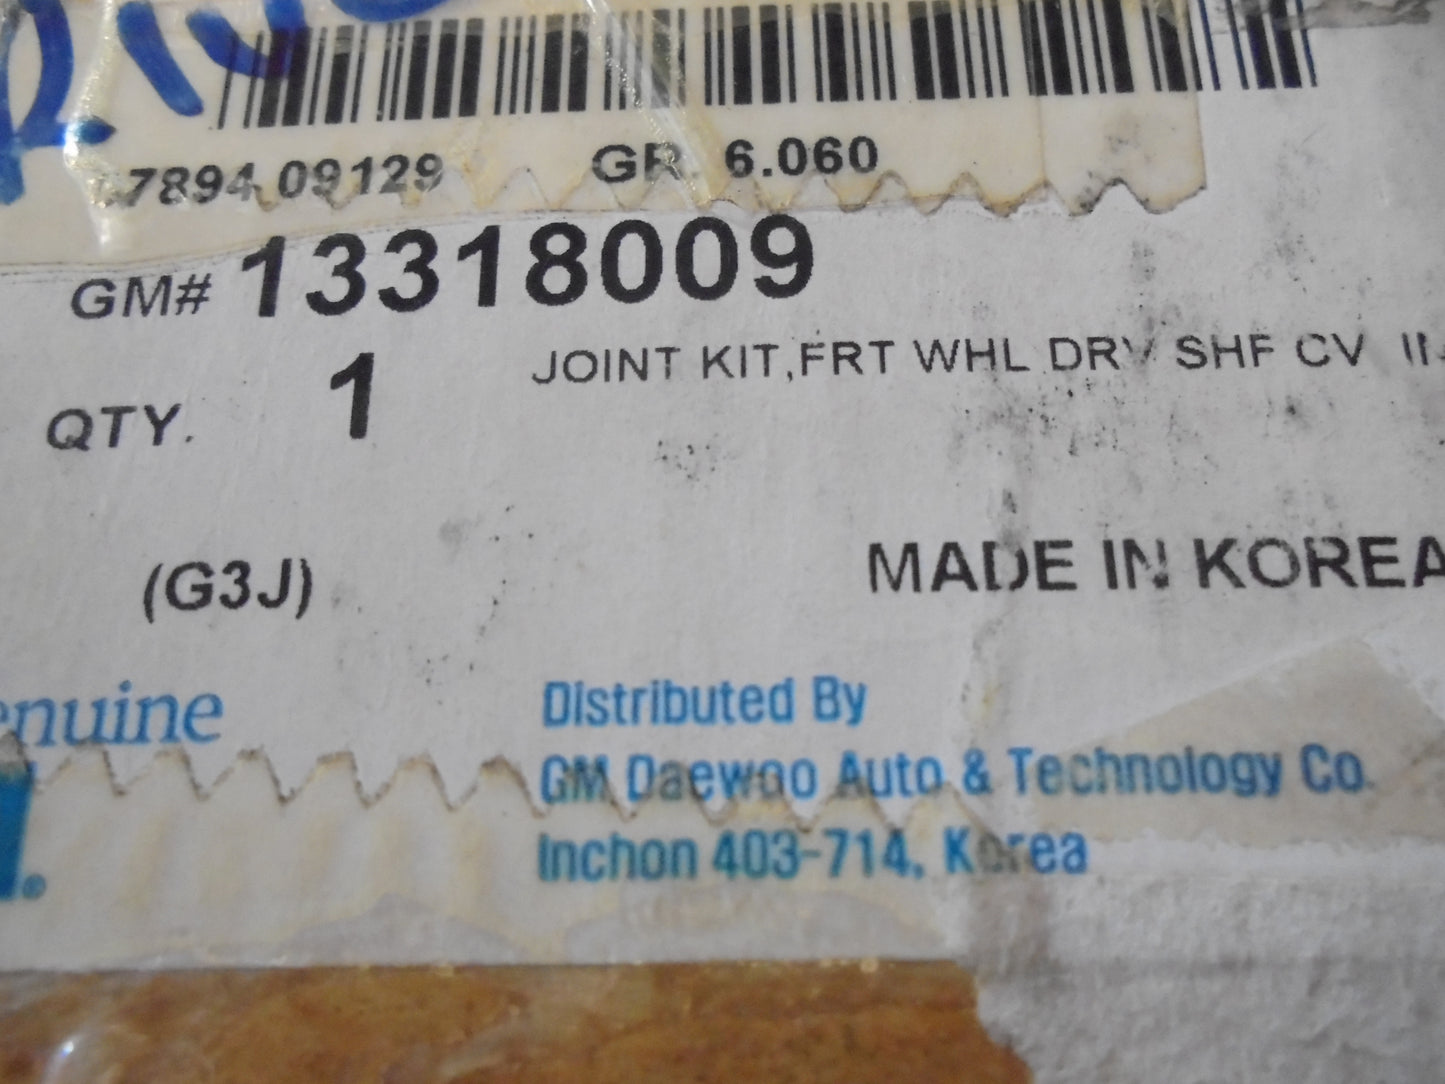 7894 09129 GR. 6.060
GM# 13318009
QTY. 1 JOINT KIT,FRT WHL DRV SHF CV
(G3J) MADE IN KOREA
enuine
Distributed By
GM Daewoo Auto & Technology Co.
Inchon 403-714, Korea
®